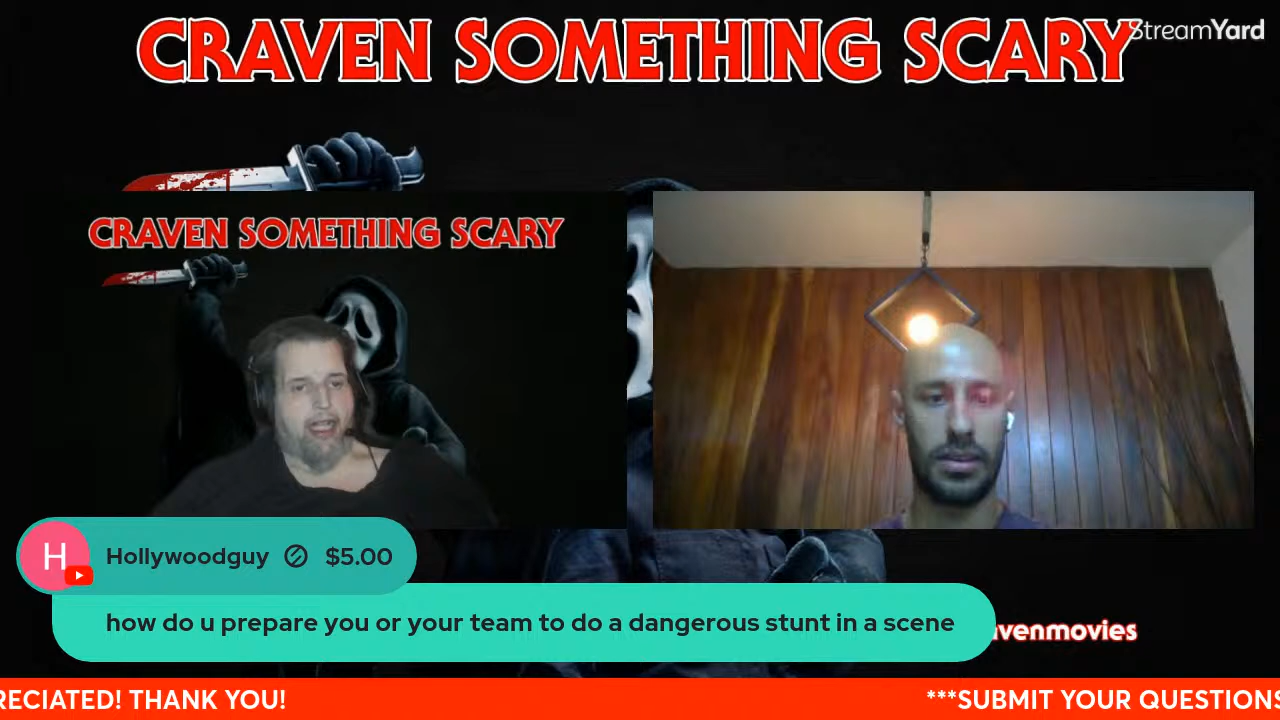 CRAVEN SOMETHING SCARY
StreamYard
CRAVEN SOMETHING SCARY
H Hollywoodguy $5.00
how do u prepare you or your team to do a dangerous stunt in a scene
avenmovies
RECIATED! THANK YOU!
***SUBMIT YOUR QUESTIONS